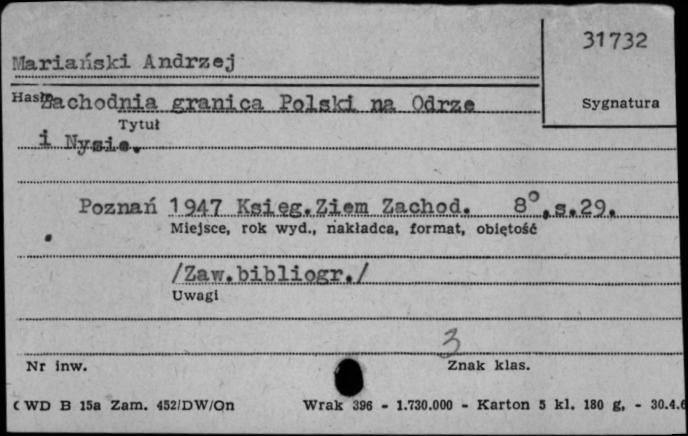 31732
Mariański Andrzej
Hasło
Zachodnia granica Polski na Odrze
Sygnatura
Tytuł
i Nysie.
Poznań 1947 Księg.Ziem Zachod. 8°,s.29.
Miejsce, rok wyd., nakładca, format, objętość
/Zaw.bibliogr./
Uwagi
3
Nr inw.
Znak klas.
CWD B 15a Zam. 452/DW/On Wrak 396 - 1.730.000 - Karton 5 kl. 180 g, - 30.4.6